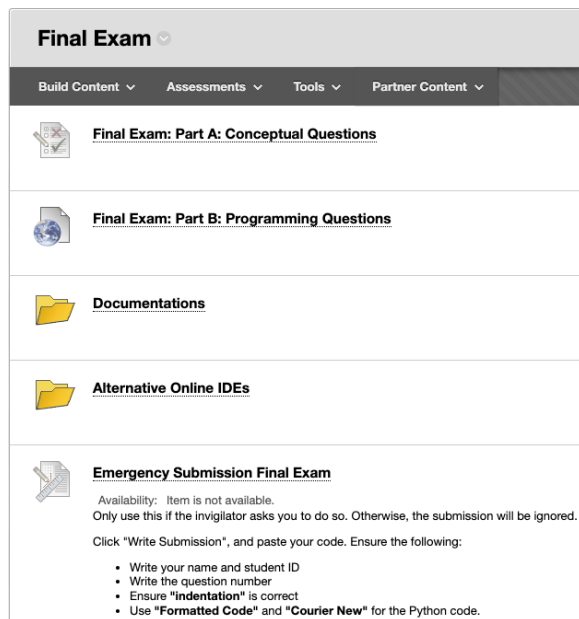 Final Exam
Build Content Assessments Tools Partner Content
Final Exam: Part A: Conceptual Questions
Final Exam: Part B: Programming Questions
Documentations
Alternative Online IDEs
Emergency Submission Final Exam
Availability: Item is not available.
Only use this if the invigilator asks you to do so. Otherwise, the submission will be ignored.
Click "Write Submission", and paste your code. Ensure the following:
• Write your name and student ID
• Write the question number
• Ensure "indentation" is correct
• Use "Formatted Code" and "Courier New" for the Python code.